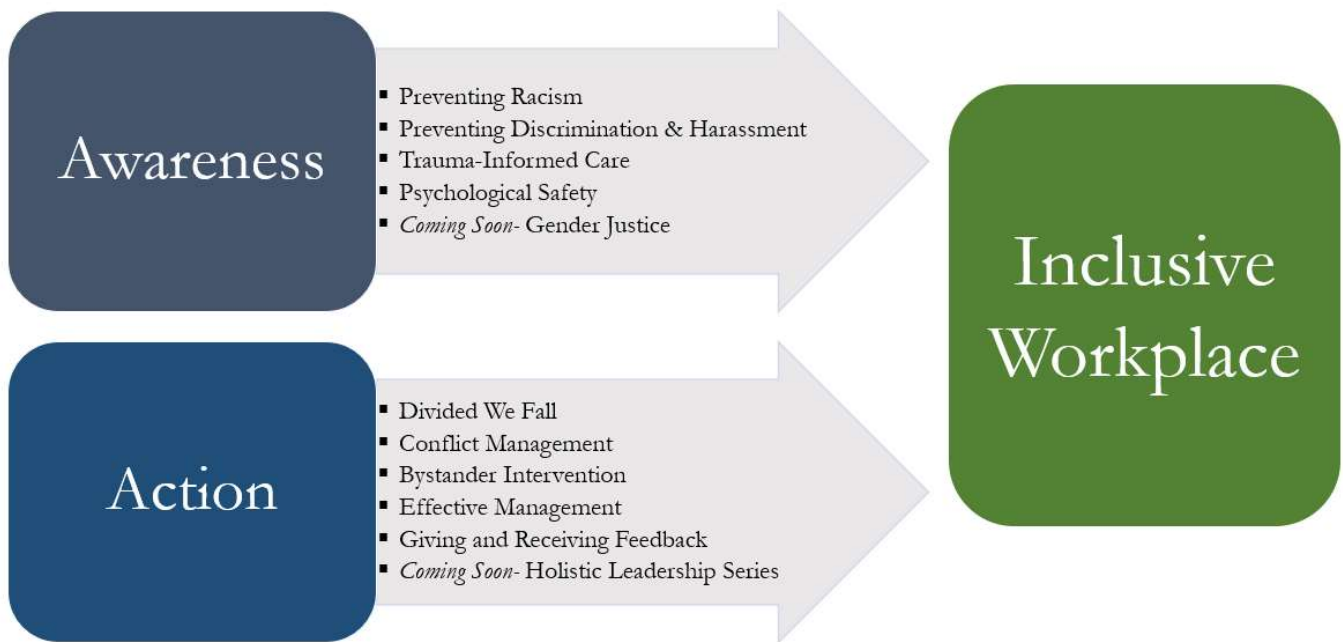 Awareness
▪ Preventing Racism
▪ Preventing Discrimination & Harassment
▪ Trauma-Informed Care
▪ Psychological Safety
▪ Coming Soon- Gender Justice
Action
▪ Divided We Fall
▪ Conflict Management
▪ Bystander Intervention
▪ Effective Management
▪ Giving and Receiving Feedback
▪ Coming Soon- Holistic Leadership Series
Inclusive
Workplace